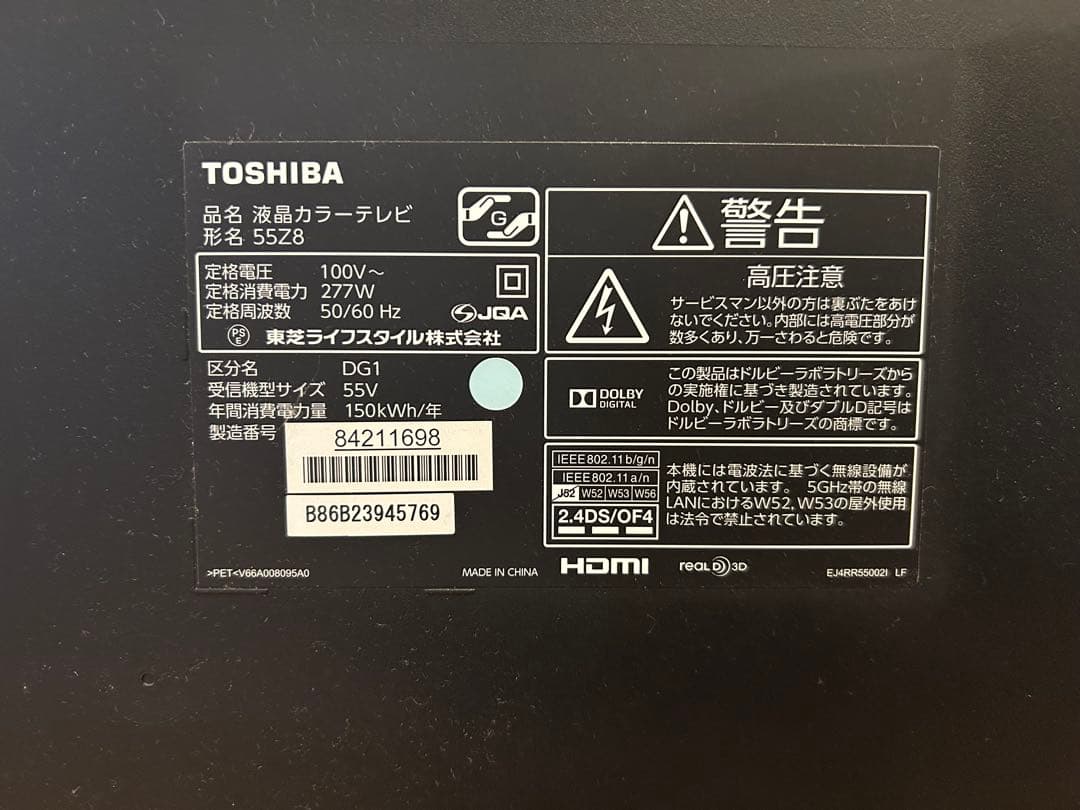 TOSHIBA
品名 液晶カラーテレビ
形名 55Z8
G
定格電圧 100V～
定格消費電力 277W
定格周波数 50/60 Hz
JQA
PS
E
東芝ライフスタイル株式会社
区分名 DG1
受信機型サイズ 55V
年間消費電力量 150kWh/年
製造番号
84211698
B86B23945769
>PET<V66A008095A0
MADE IN CHINA
警告
高圧注意
サービスマン以外の方は裏ぶたをあけ
ないでください。内部には高電圧部分が
数多くあり、万一さわると危険です。
DOLBY
DIGITAL
この製品はドルビーラボラトリーズから
の実施権に基づき製造されています。
Dolby、ドルビー及びダブルD記号は
ドルビーラボラトリーズの商標です。
IEEE802.11b/g/n
IEEE802.11a/n
J52 W52 W53 W56
2.4DS/OF4
本機には電波法に基づく無線設備が
内蔵されています。 5GHz帯の無線
LANにおけるW52, W53の屋外使用
は法令で禁止されています。
HDMI
REAL D 3D
EJ4RR55002I LF